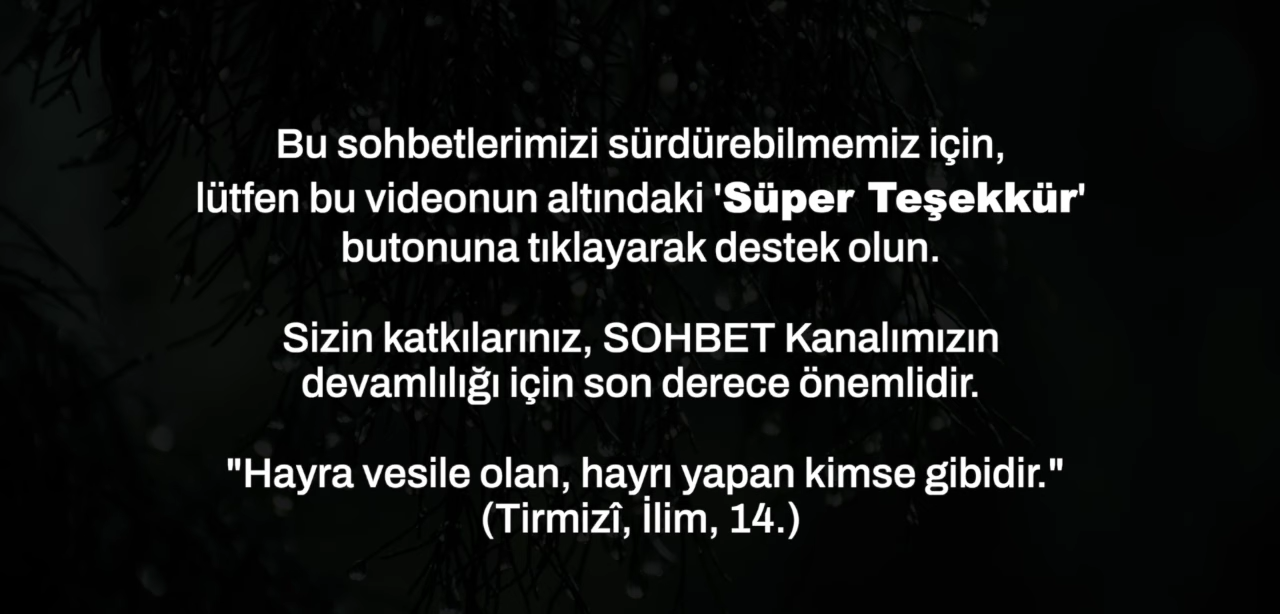 Bu sohbetlerimizi sürdürebilmemiz için,
lütfen bu videonun altındaki 'Süper Teşekkür'
butonuna tıklayarak destek olun.
Sizin katkılarınız, SOHBET Kanalımızın
devamlılığı için son derece önemlidir.
"Hayra vesile olan, hayrı yapan kimse gibidir."
(Tirmizî, İlim, 14.)